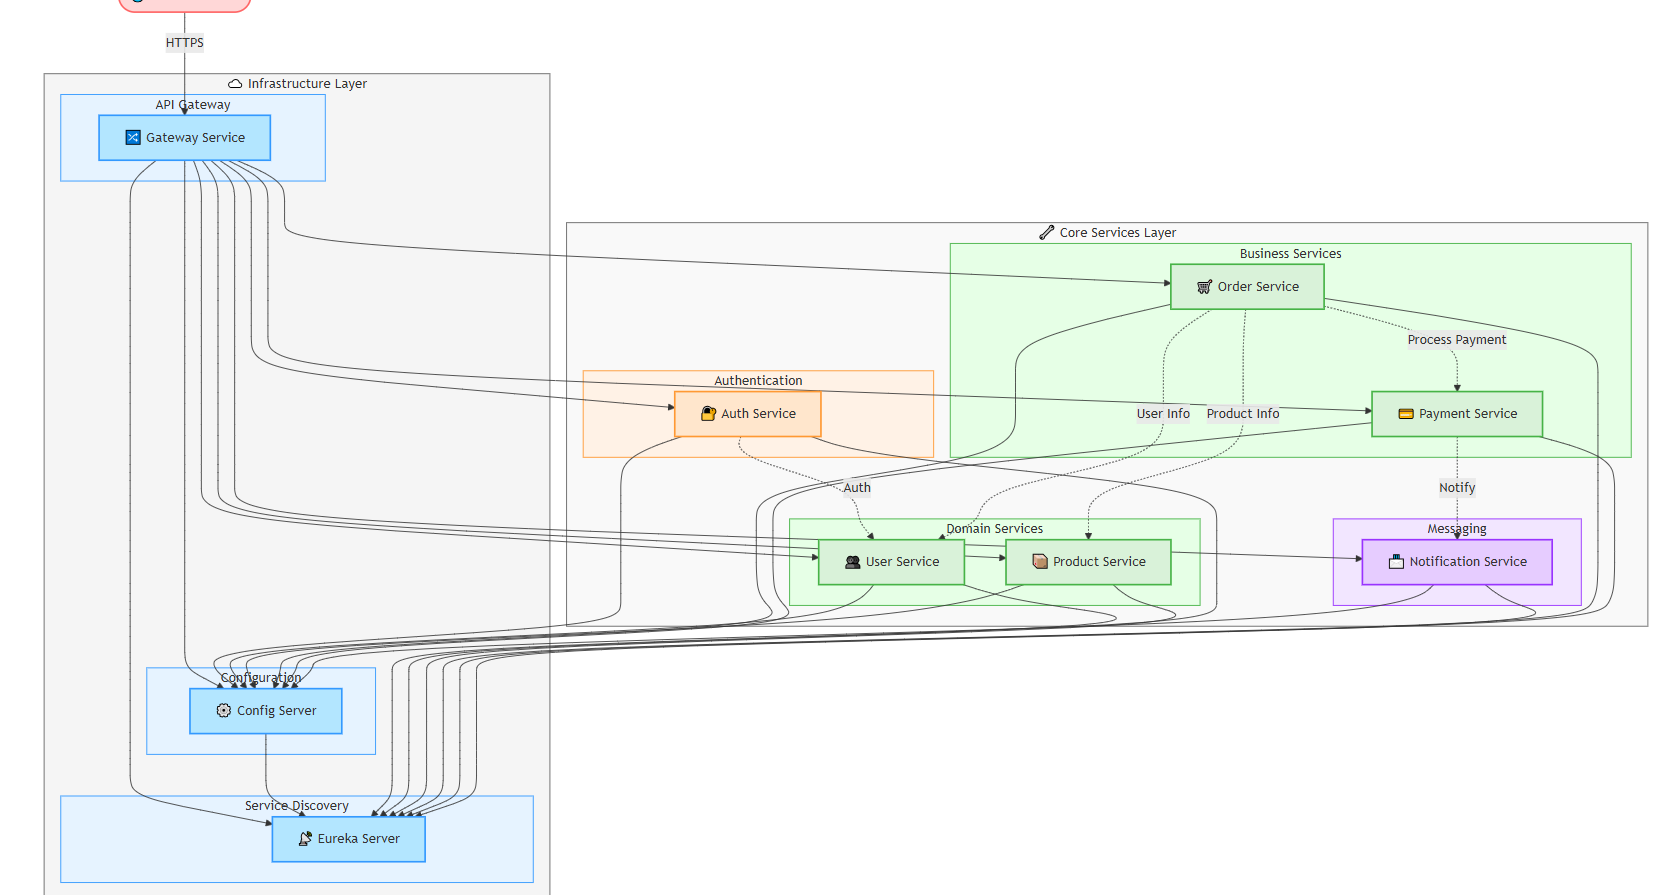 HTTPS
Infrastructure Layer
API Gateway
Gateway Service
Core Services Layer
Business Services
Order Service
Process Payment
Authentication
Auth Service
User Info
Product Info
Payment Service
Auth
Notify
Domain Services
Messaging
User Service
Product Service
Notification Service
Configuration
Config Server
Service Discovery
Eureka Server